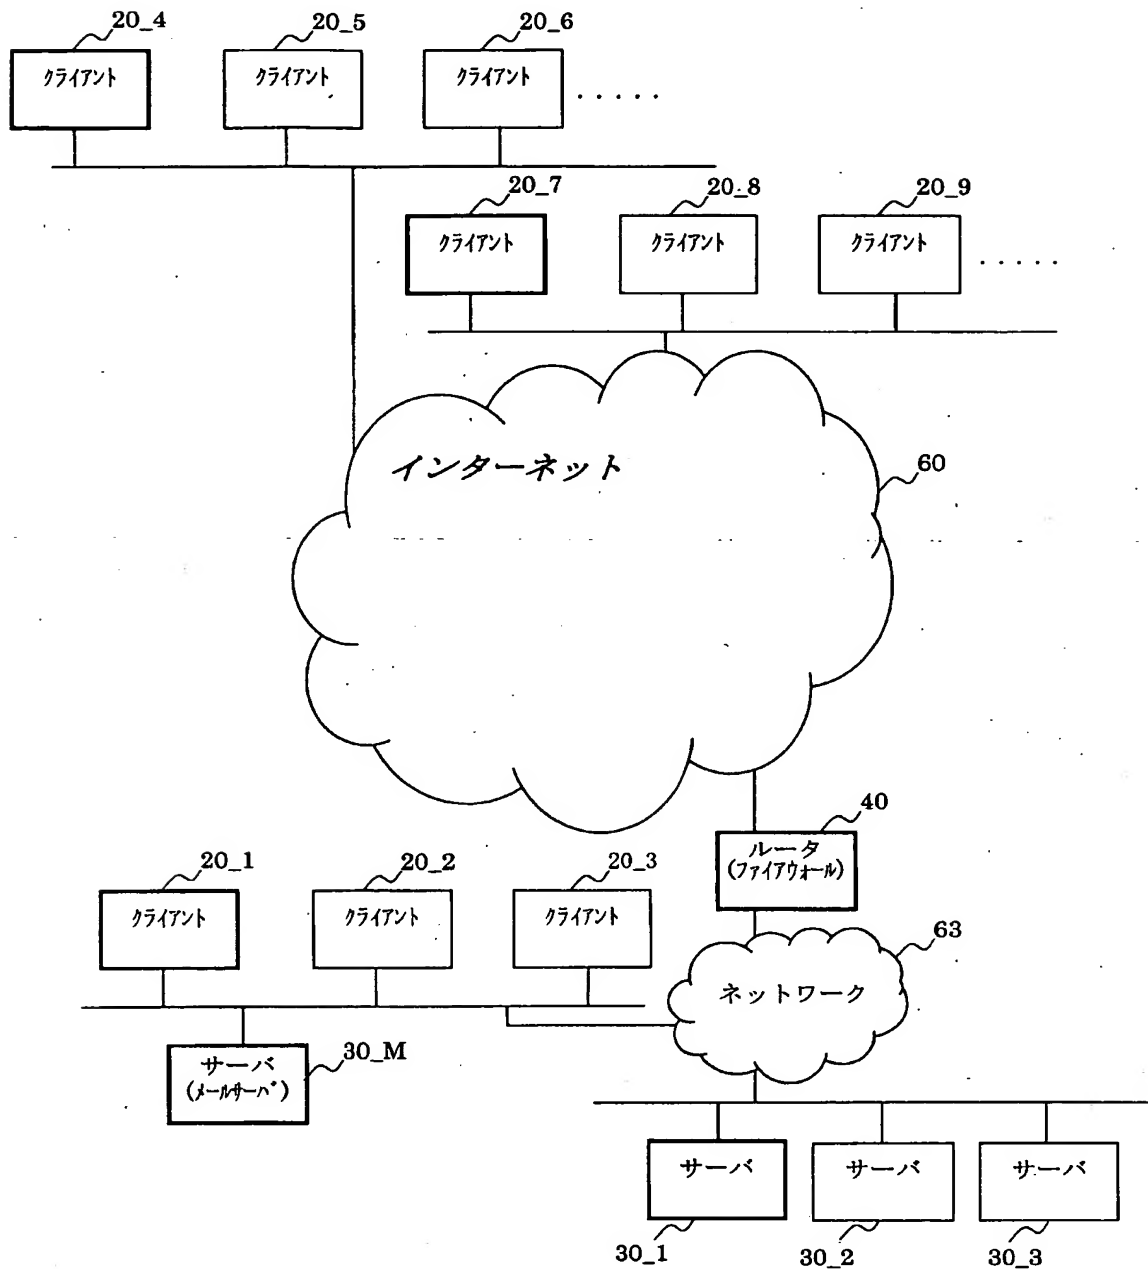 20_4 20_5 20_6
クライアント クライアント クライアント ·····
20_7 20_8 20_9
クライアント クライアント クライアント ·····
インターネット
60
40
ルータ
(ファイアウォール)
20_1 20_2 20_3
クライアント クライアント クライアント
63
ネットワーク
サーバ
(メールサーバ)
30_M
サーバ サーバ サーバ
30_1 30_2 30_3